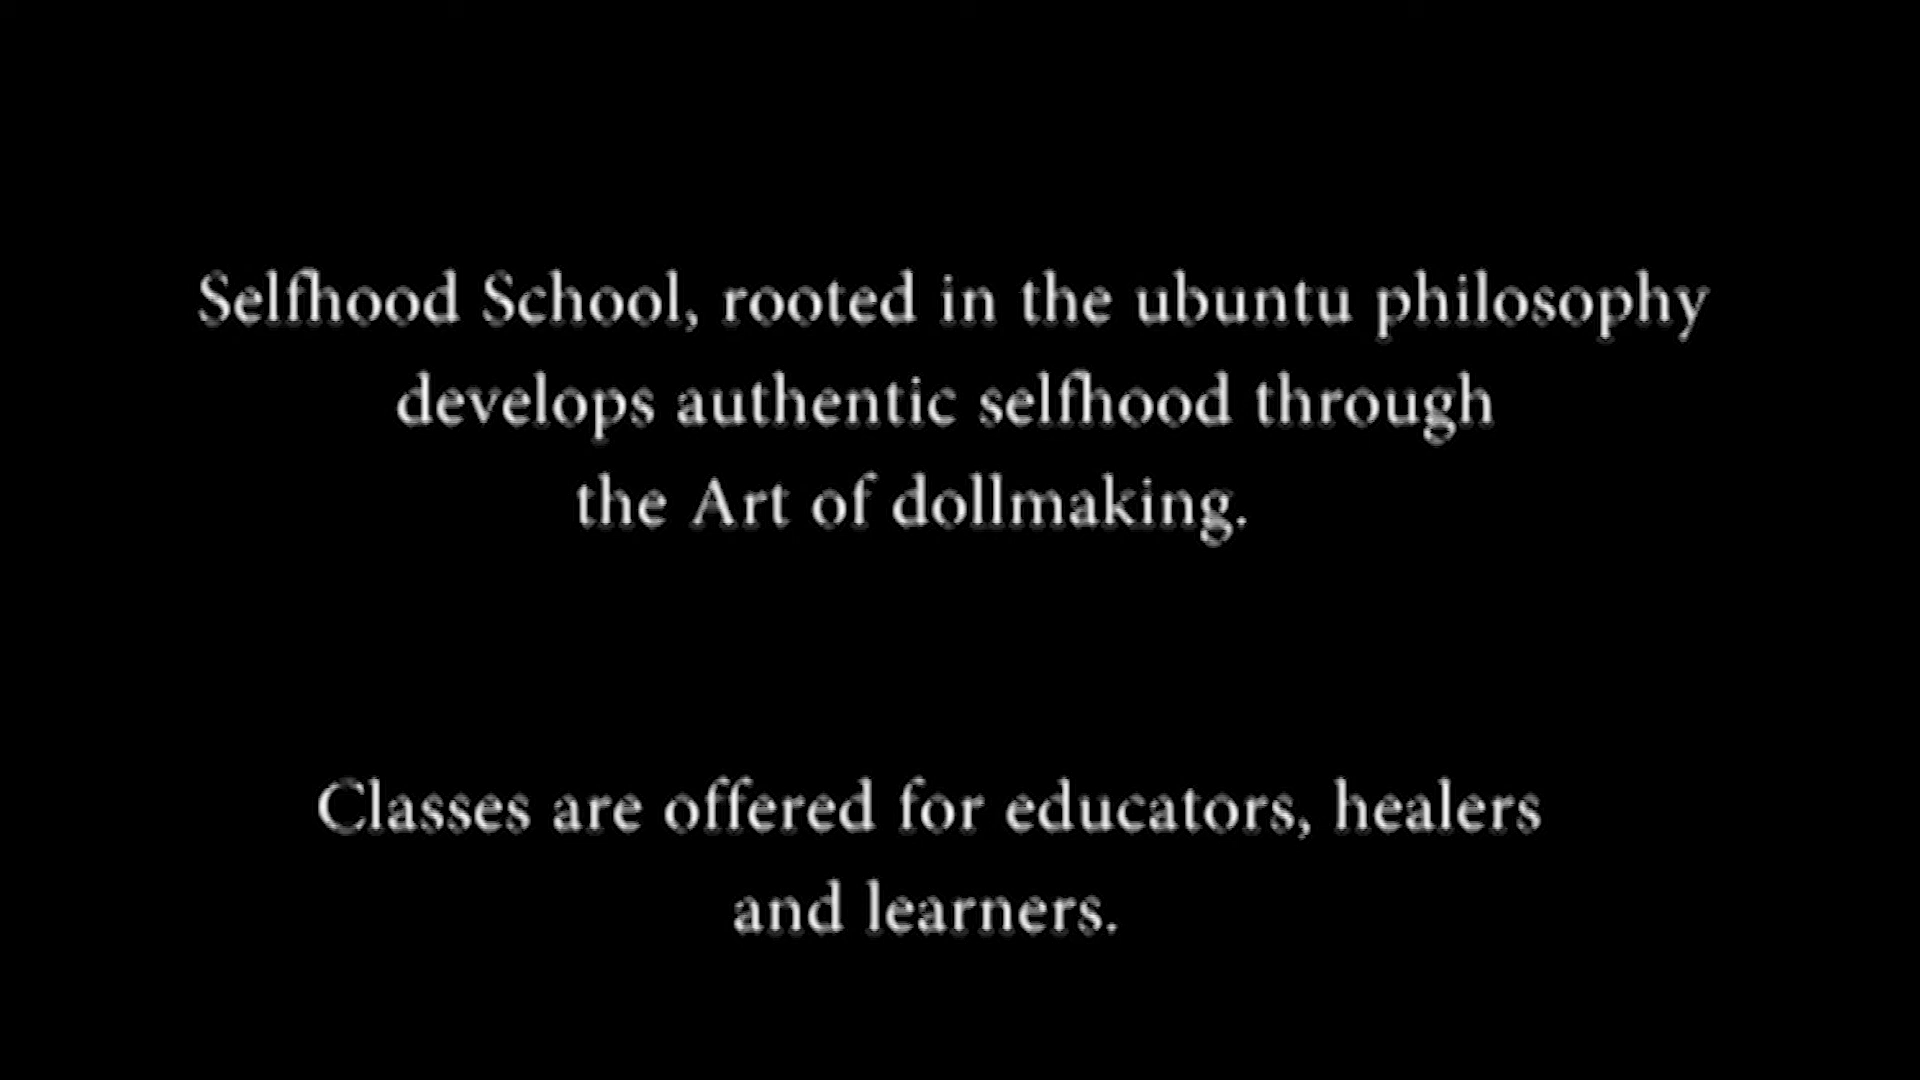 Selfhood School, rooted in the ubuntu philosophy
develops authentic selfhood through
the Art of dollmaking.
Classes are offered for educators, healers
and learners.